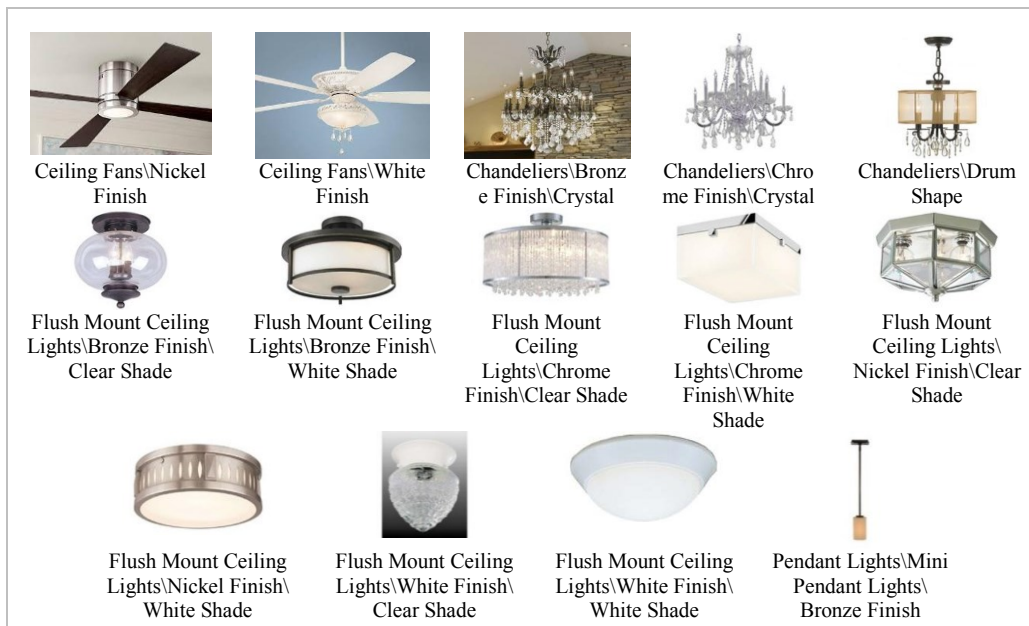 Ceiling Fans\Nickel
Finish
Ceiling Fans\White
Finish
Chandeliers\Bronz
e Finish\Crystal
Chandeliers\Chro
me Finish\Crystal
Chandeliers\Drum
Shape
Flush Mount Ceiling
Lights\Bronze Finish\
Clear Shade
Flush Mount Ceiling
Lights\Bronze Finish\
White Shade
Flush Mount
Ceiling
Lights\Chrome
Finish\Clear Shade
Flush Mount
Ceiling
Lights\Chrome
Finish\White
Shade
Flush Mount
Ceiling Lights\
Nickel Finish\Clear
Shade
Flush Mount Ceiling
Lights\Nickel Finish\
White Shade
Flush Mount Ceiling
Lights\White Finish\
Clear Shade
Flush Mount Ceiling
Lights\White Finish\
White Shade
Pendant Lights\Mini
Pendant Lights\
Bronze Finish